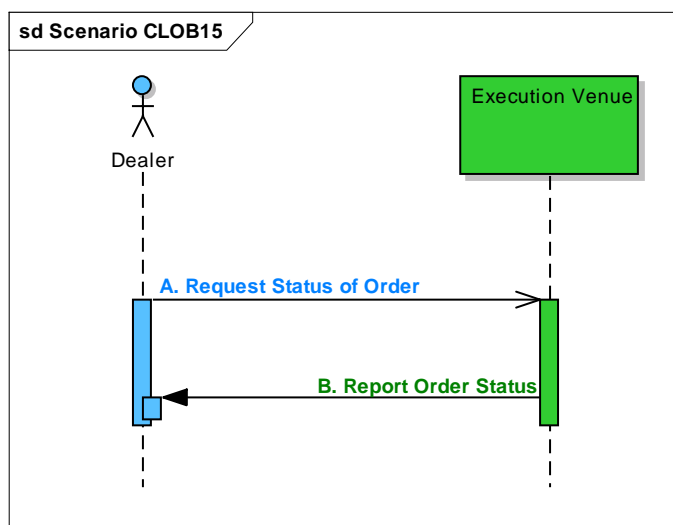 sd Scenario CLOB15
Execution Venue
Dealer
A. Request Status of Order
B. Report Order Status